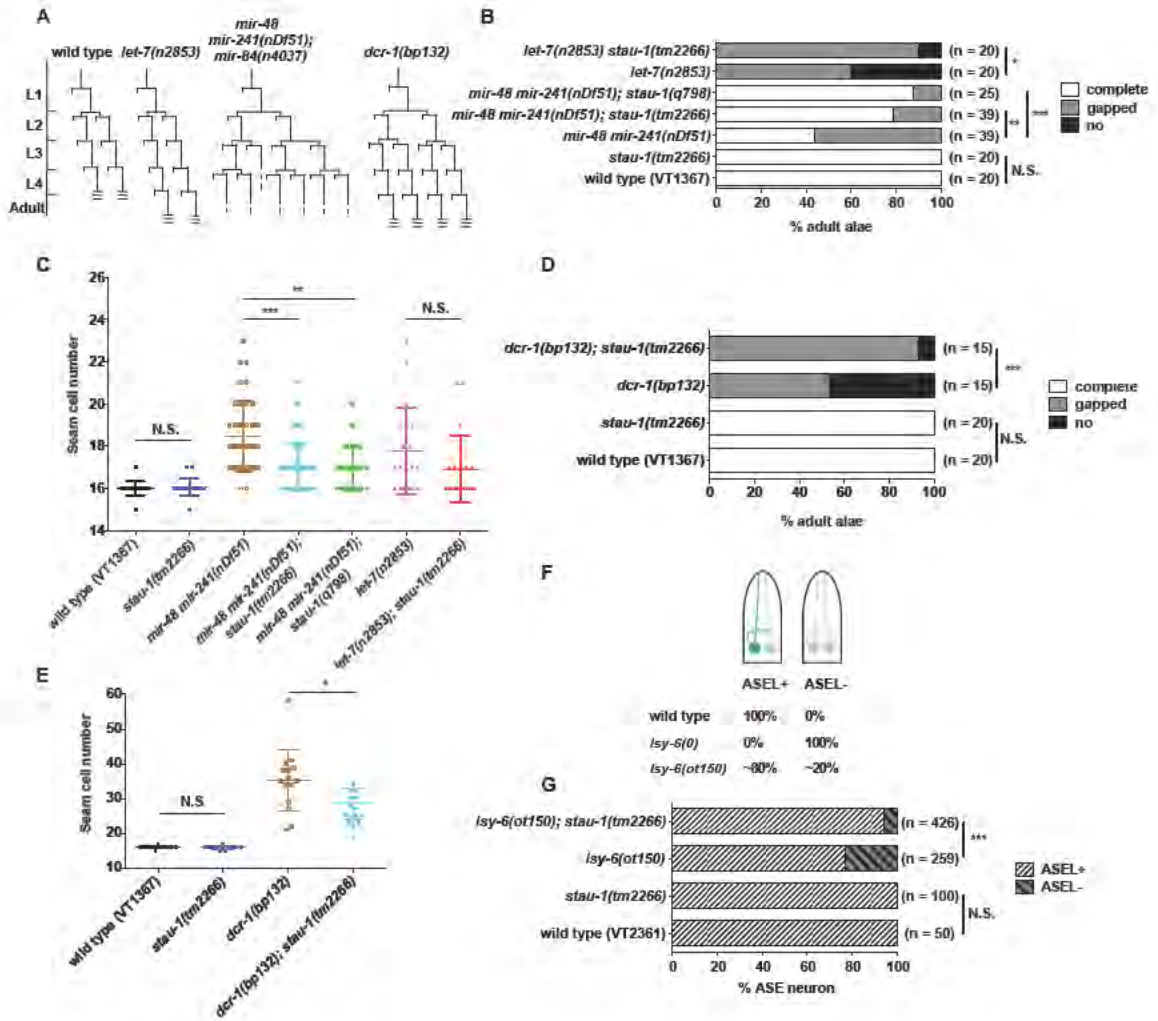 A
wild type
let-7(n2853)
mir-48
mir-241(nDf51);
mir-84(n4037)
dcr-1(bp132)
L1
L2
L3
L4
Adult
B
let-7(n2853) stau-1(tm2266)
let-7(n2853)
mir-48 mir-241(nDf51); stau-1(q798)
mir-48 mir-241(nDf51); stau-1(tm2266)
mir-48 mir-241(nDf51)
stau-1(tm2266)
wild type (VT1367)
(n = 20)
(n = 20)
(n = 25)
(n = 39)
(n = 39)
(n = 20)
(n = 20)
*
**
***
N.S.
complete
gapped
no
0 20 40 60 80 100
% adult alae
C
Seam cell number
26
24
22
20
18
16
14
N.S.
***
**
N.S.
wild type (VT1367)
stau-1(tm2266)
mir-48 mir-241(nDf51)
mir-48 mir-241(nDf51);
stau-1(tm2266)
mir-48 mir-241(nDf51);
stau-1(q798)
let-7(n2853)
let-7(n2853); stau-1(tm2266)
D
dcr-1(bp132); stau-1(tm2266)
dcr-1(bp132)
stau-1(tm2266)
wild type (VT1367)
(n = 15)
(n = 15)
(n = 20)
(n = 20)
***
N.S.
complete
gapped
no
0 20 40 60 80 100
% adult alae
E
Seam cell number
60
50
40
30
20
10
N.S
*
wild type (VT1367)
stau-1(tm2266)
dcr-1(bp132)
dcr-1(bp132); stau-1(tm2266)
F
ASEL+ ASEL-
wild type 100% 0%
lsy-6(0) 0% 100%
lsy-6(ot150) ~80% ~20%
G
lsy-6(ot150); stau-1(tm2266)
lsy-6(ot150)
stau-1(tm2266)
wild type (VT2361)
(n = 426)
(n = 259)
(n = 100)
(n = 50)
***
N.S.
ASEL+
ASEL-
0 20 40 60 80 100
% ASE neuron